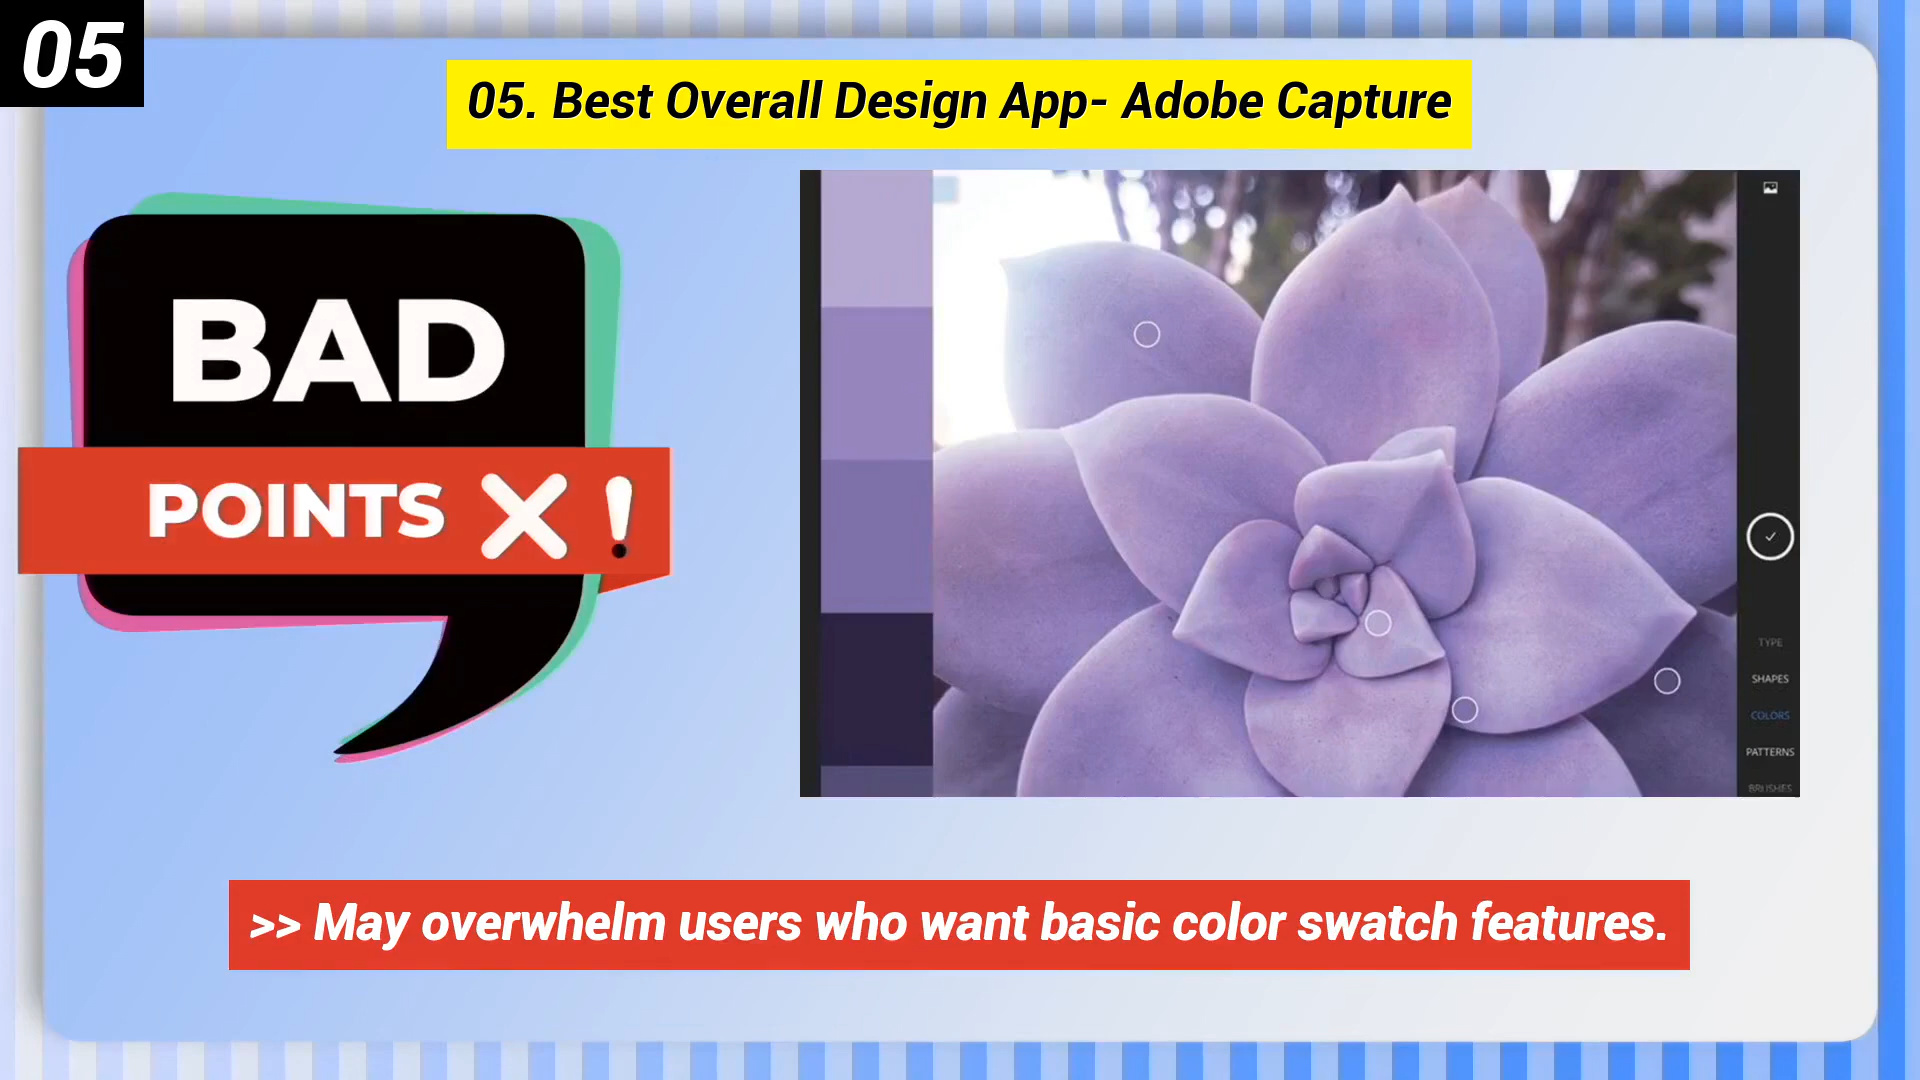 05
05. Best Overall Design App- Adobe Capture
BAD
POINTS X !
TYPE
SHAPES
COLORS
PATTERNS
BRUSHES
>> May overwhelm users who want basic color swatch features.